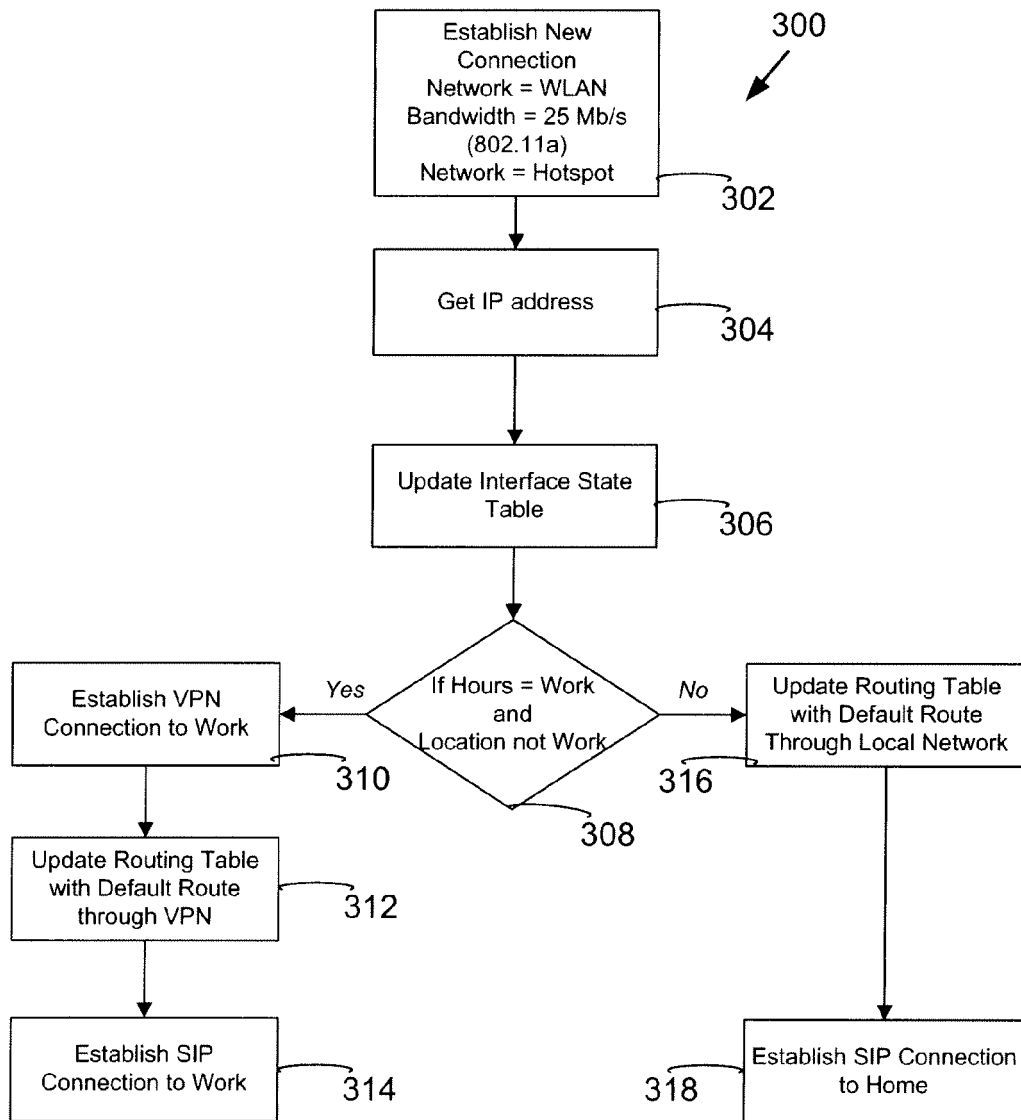 300
Establish New
Connection
Network = WLAN
Bandwidth = 25 Mb/s
(802.11a)
Network = Hotspot
302
Get IP address
304
Update Interface State
Table
306
If Hours = Work
and
Location not Work
308
Yes
Establish VPN
Connection to Work
310
Update Routing Table
with Default Route
through VPN
312
Establish SIP
Connection to Work
314
No
Update Routing Table
with Default Route
Through Local Network
316
Establish SIP Connection
to Home
318